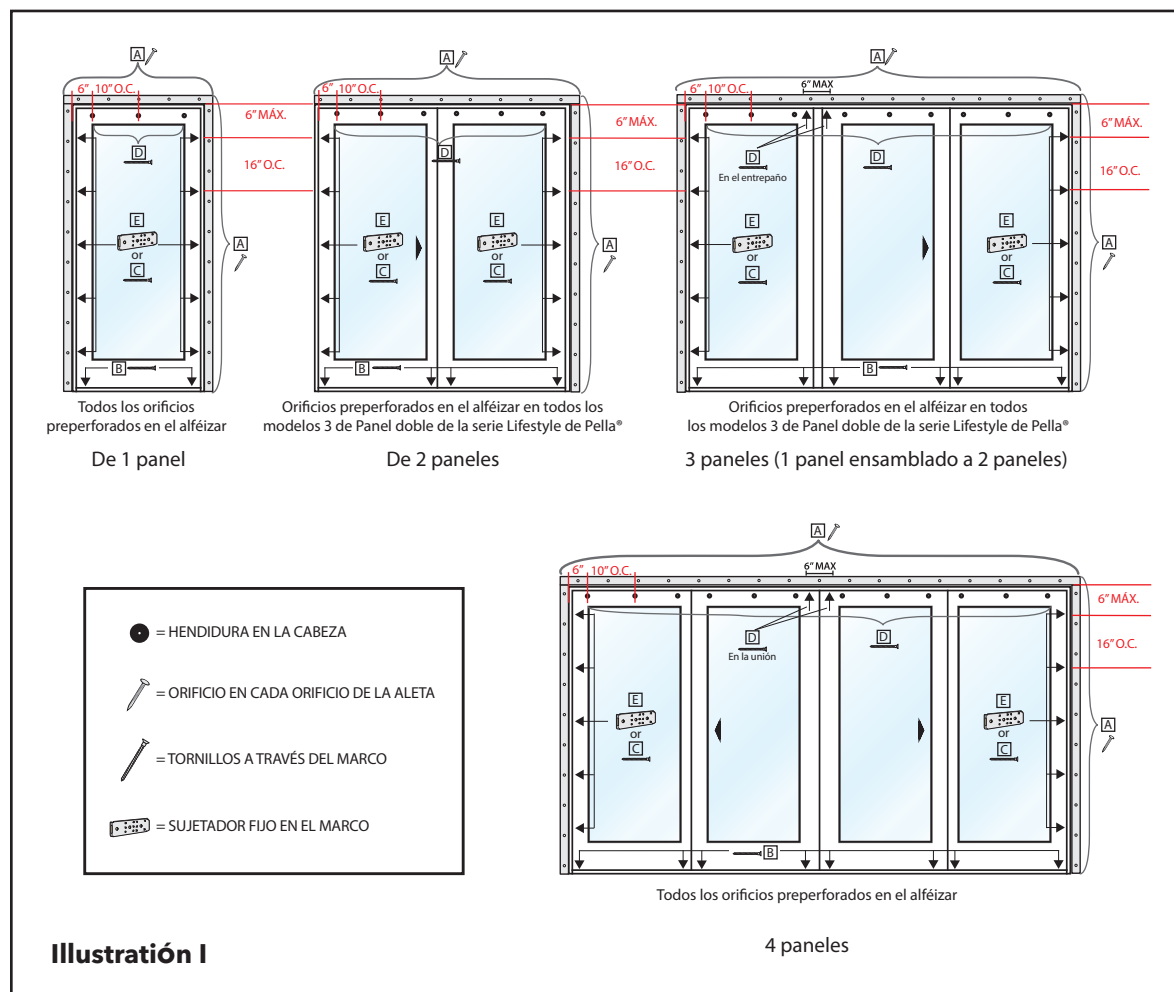 A
6"
10" O.C.
6" MÁX.
16" O.C.
D
E
or
C
A
B
Todos los orificios
preperforados en el alféizar
De 1 panel
A
6"
10" O.C.
6" MÁX.
16" O.C.
D
E
or
C
E
or
C
A
B
Orificios preperforados en el alféizar en todos los
modelos 3 de Panel doble de la serie Lifestyle de Pella®
De 2 paneles
A
6"
10" O.C.
6" MAX
6" MÁX.
16" O.C.
D
En el entrepaño
D
E
or
C
E
or
C
A
B
Orificios preperforados en el alféizar en todos
los modelos 3 de Panel doble de la serie Lifestyle de Pella®
3 paneles (1 panel ensamblado a 2 paneles)
= HENDIDURA EN LA CABEZA
= ORIFICIO EN CADA ORIFICIO DE LA ALETA
= TORNILLOS A TRAVÉS DEL MARCO
= SUJETADOR FIJO EN EL MARCO
A
6"
10" O.C.
6" MAX
6" MÁX.
16" O.C.
D
En la unión
D
E
or
C
E
or
C
A
B
Todos los orificios preperforados en el alféizar
4 paneles
Illustratión I